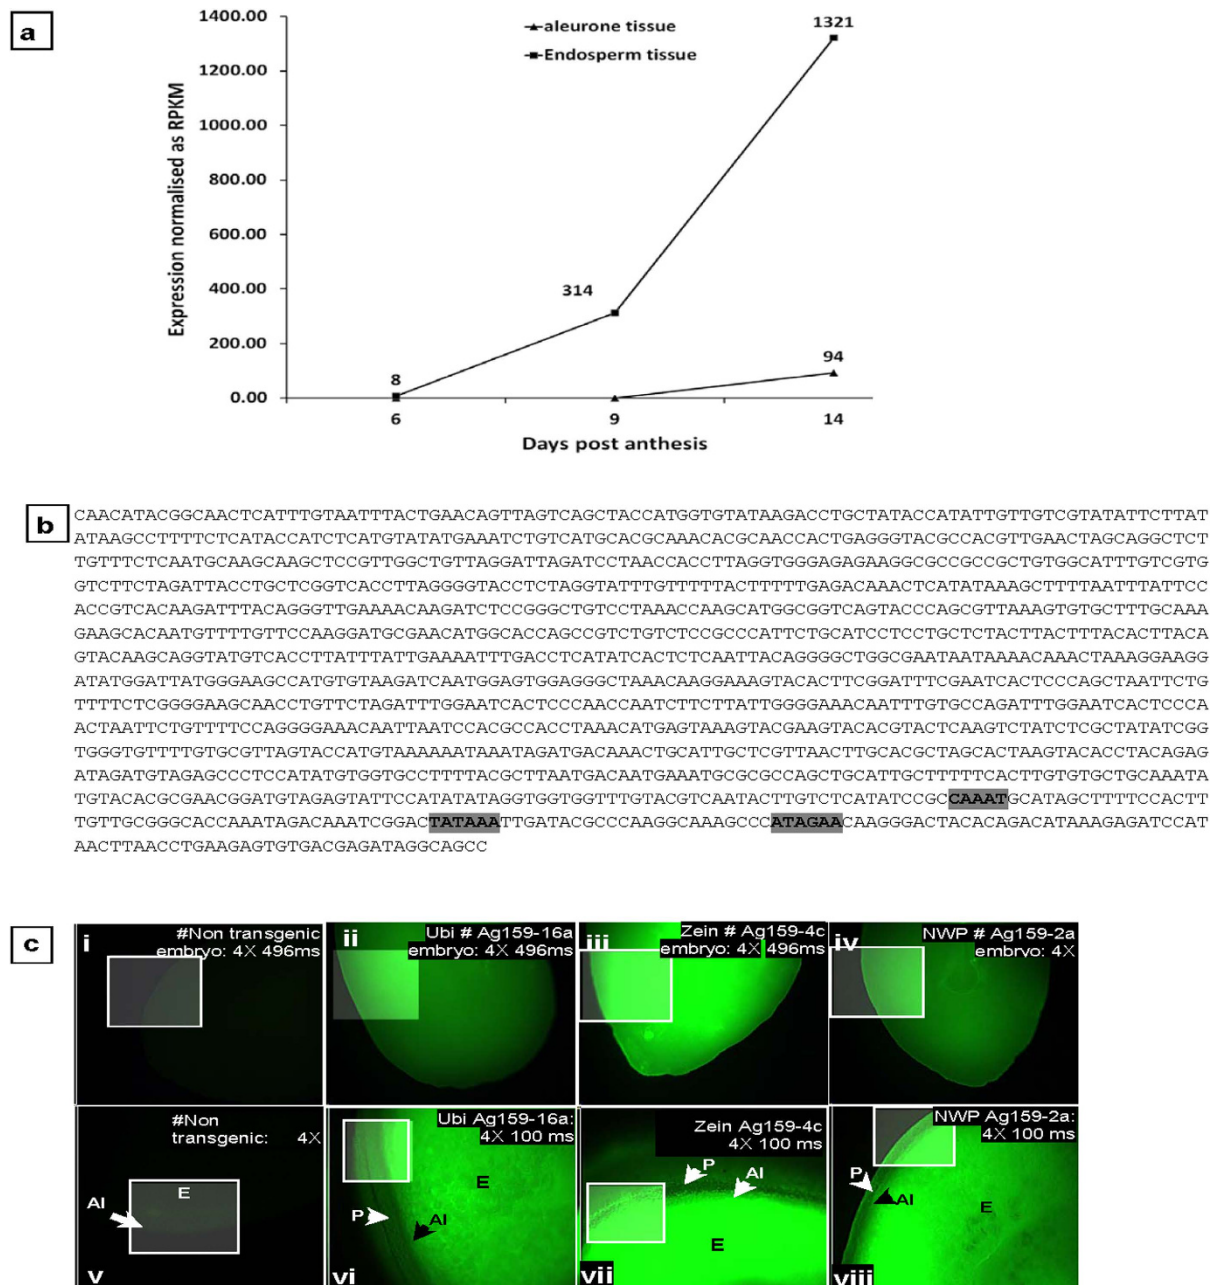 a
1400.00
1321
aleurone tissue
Endosperm tissue
1200.00
1000.00
800.00
600.00
400.00
314
200.00
94
8
0.00
6
9
14
Expression normalised as RPKM
Days post anthesis
b
CAACATACGGCAACTCATTTGTAATTTACTGAACAGTTAGTCAGCTACCATGGTGTATAAGACCTGCTATACCATATTGTTGTCGTATATTCTTAT
ATAAGCCTTTTCTCATACCATCTCATGTATATGAAATCTGTCATGCACGCAAACACGCAACCACTGAGGGTACGCCACGTTGAACTAGCAGGCTCT
TGTTTCTCAATGCAAGCAAGCTCCGTTGGCTGTTAGGATTAGATCCTAACCACCTTAGGTGGGAGAGAAGGCGCCGCCGCTGTGGCATTTGTCGTG
GTCTTCTAGATTACCTGCTCGGTCACCTTAGGGGTACCTCTAGGTATTTGTTTTTACTTTTTGAGACAAACTCATATAAAGCTTTTAATTTATTCC
ACCGTCACAAGATTTACAGGGTTGAAAACAAGATCTCCGGGCTGTCCTAAACCAAGCATGGCGGTCAGTACCCAGCGTTAAAGTGTGCTTTGCAAA
GAAGCACAATGTTTTGTTCCAAGGATGCGAACATGGCACCAGCCGTCTGTCTCCGCCCATTCTGCATCCTCCTGCTCTACTTACTTTACACTTACA
GTACAAGCAGGTATGTCACCTTATTTATTGAAAATTTGACCTCATATCACTCTCAATTACAGGGGCTGGCGAATAATAAAACAAACTAAAGGAAGG
ATATGGATTATGGGAAGCCATGTGTAAGATCAATGGAGTGGAGGGCTAAACAAGGAAAGTACACTTCGGATTTCGAATCACTCCCAGCTAATTCTG
TTTTCTCGGGGAAGCAACCTGTTCTAGATTTGGAATCACTCCCAACCAATCTTCTTATTGGGGAAACAATTTGTGCCAGATTTGGAATCACTCCCA
ACTAATTCTGTTTTCCAGGGGAAACAATTAATCCACGCCACCTAAACATGAGTAAAGTACGAAGTACACGTACTCAAGTCTATCTCGCTATATCGG
TGGGTGTTTTGTGCGTTAGTACCATGTAAAAAATAAATAGATGACAAACTGCATTGCTCGTTAACTTGCACGCTAGCACTAAGTACACCTACAGAG
ATAGATGTAGAGCCCTCCATATGTGGTGCCTTTTACGCTTAATGACAATGAAATGCGCGCCAGCTGCATTGCTTTTTCACTTGTGTGCTGCAAATA
TGTACACGCGAACGGATGTAGAGTATTCCATATATAGGTGGTGGTTTGTACGTCAATACTTGTCTCATATCCGCCAAATGCATAGCTTTTCCACTT
TGTTGCGGGCACCAAATAGACAAATCGGACTATAAATTGATACGCCCAAGGCAAAGCCCATAGAACAAGGGACTACACAGACATAAAGAGATCCAT
AACTTAACCTGAAGAGTGTGACGAGATAGGCAGCC
c
i
#Non transgenic
embryo: 4X 496ms
ii
Ubi # Ag159-16a
embryo: 4X 496ms
iii
Zein # Ag159-4c
embryo: 4X 496ms
iv
NWP # Ag159-2a
embryo: 4X
#Non
transgenic: 4X
E
Al
v
Ubi Ag159-16a:
4X 100 ms
E
P
Al
vi
Zein Ag159-4c
4X 100 ms
P
Al
E
vii
NWP Ag159-2a:
4X 100 ms
P
Al
E
viii